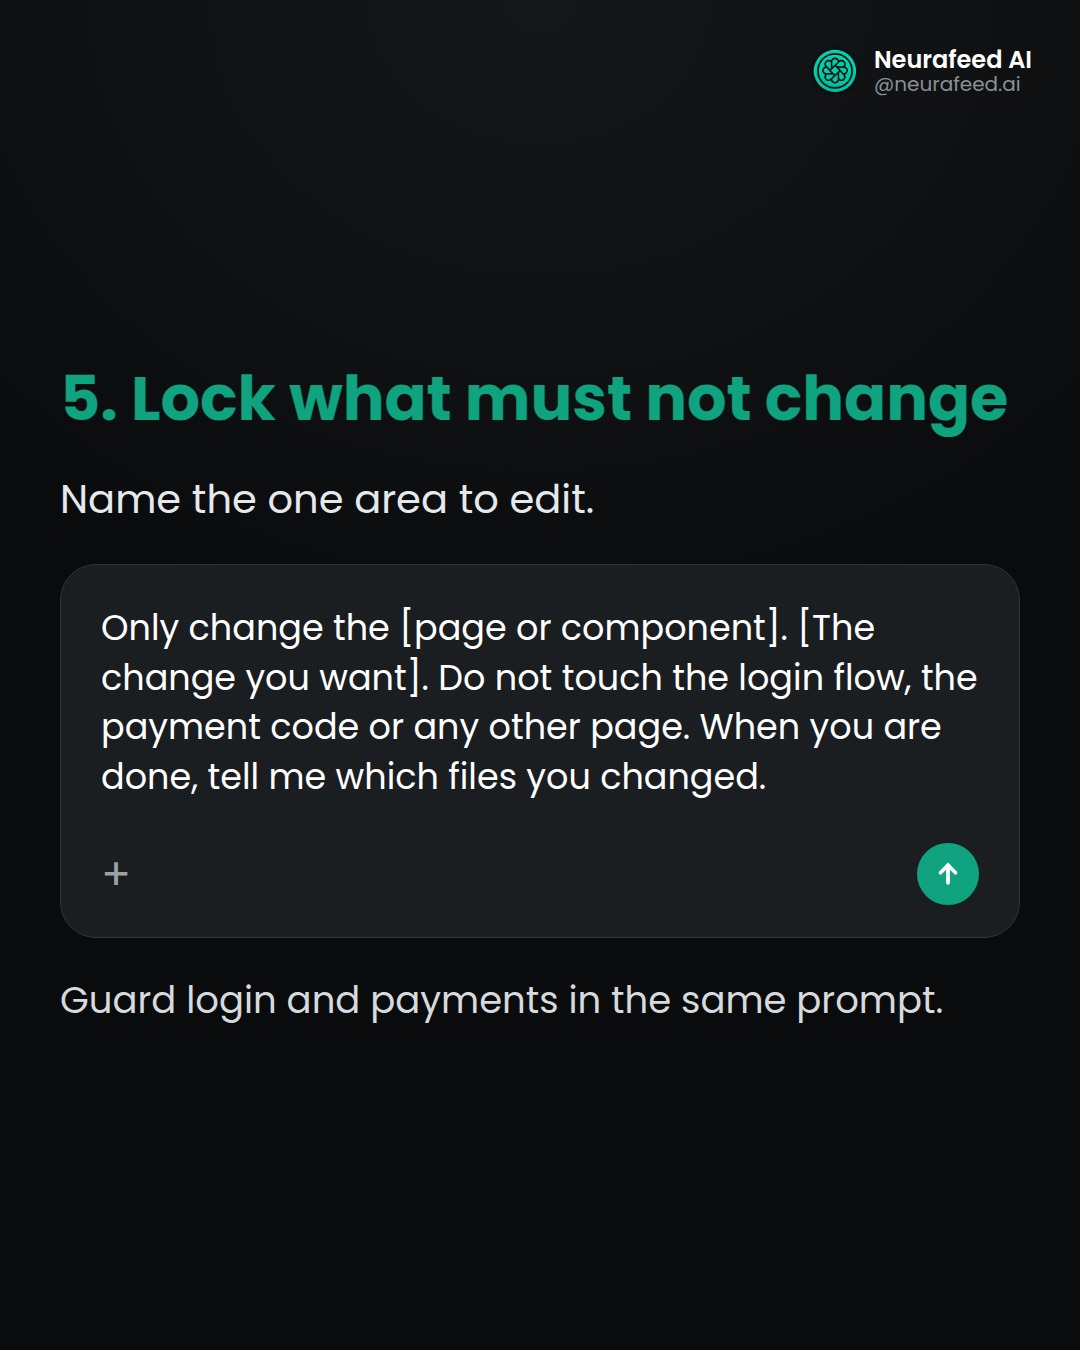 Neurafeed AI
@neurafeed.ai
5. Lock what must not change
Name the one area to edit.
Only change the [page or component]. [The
change you want]. Do not touch the login flow, the
payment code or any other page. When you are
done, tell me which files you changed.
+
Guard login and payments in the same prompt.